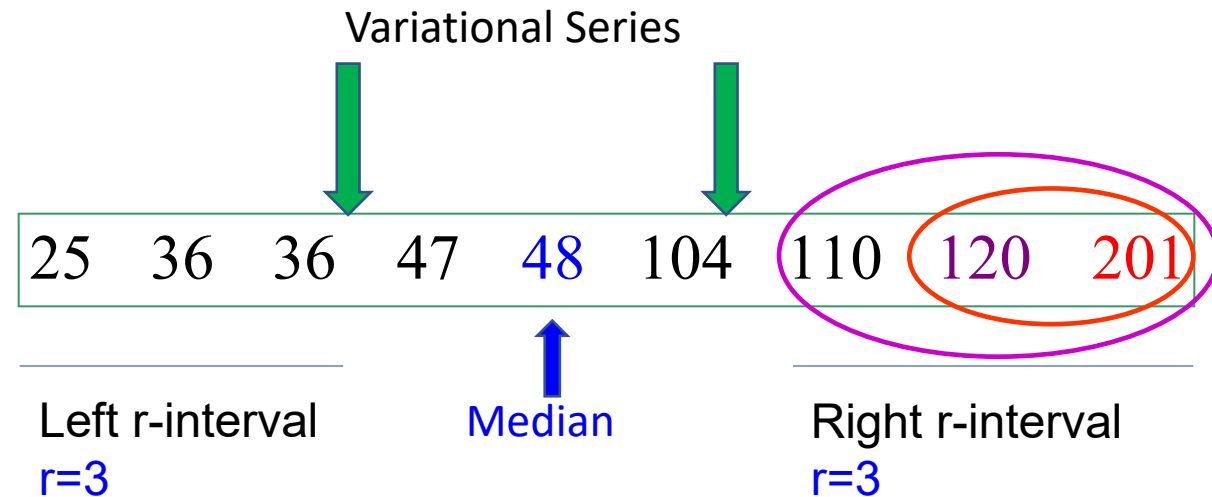 Variational Series
25 36 36 47 48 104 110 120 201
Left r-interval
r=3
Median
Right r-interval
r=3